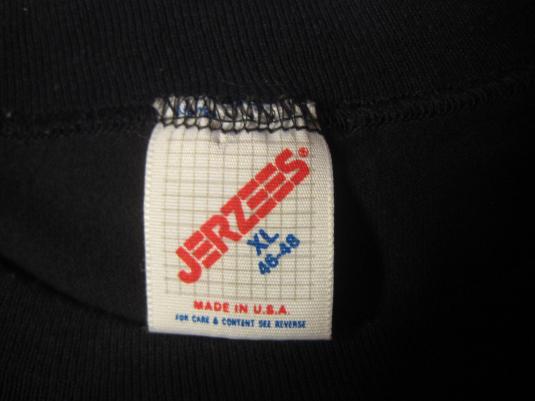 JERZEES®
XL
46-48
MADE IN U.S.A.
FOR CARE & CONTENT SEE REVERSE